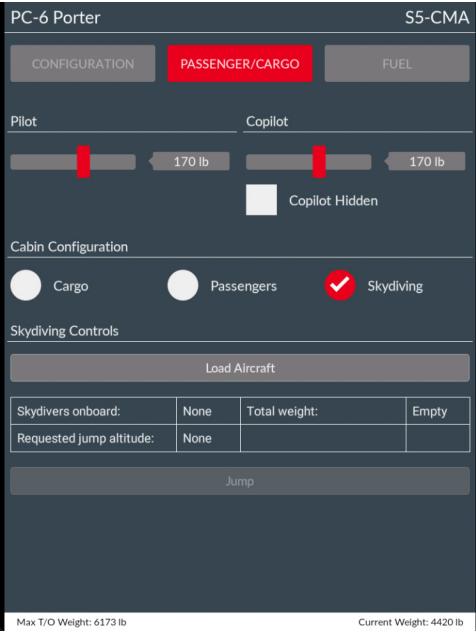 PC-6 Porter S5-CMA
CONFIGURATION PASSENGER/CARGO FUEL
Pilot Copilot
170 lb 170 lb
Copilot Hidden
Cabin Configuration
Cargo Passengers Skydiving
Skydiving Controls
Load Aircraft
Skydivers onboard: None Total weight: Empty
Requested jump altitude: None
Jump
Max T/O Weight: 6173 lb Current Weight: 4420 lb